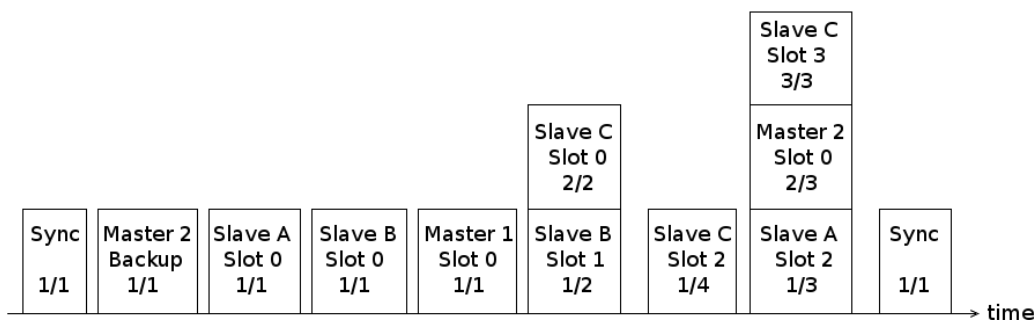 Slave C
Slot 3
3/3
Slave C
Slot 0
2/2
Master 2
Slot 0
2/3
Sync
1/1
Master 2
Backup
1/1
Slave A
Slot 0
1/1
Slave B
Slot 0
1/1
Master 1
Slot 0
1/1
Slave B
Slot 1
1/2
Slave C
Slot 2
1/4
Slave A
Slot 2
1/3
Sync
1/1
time